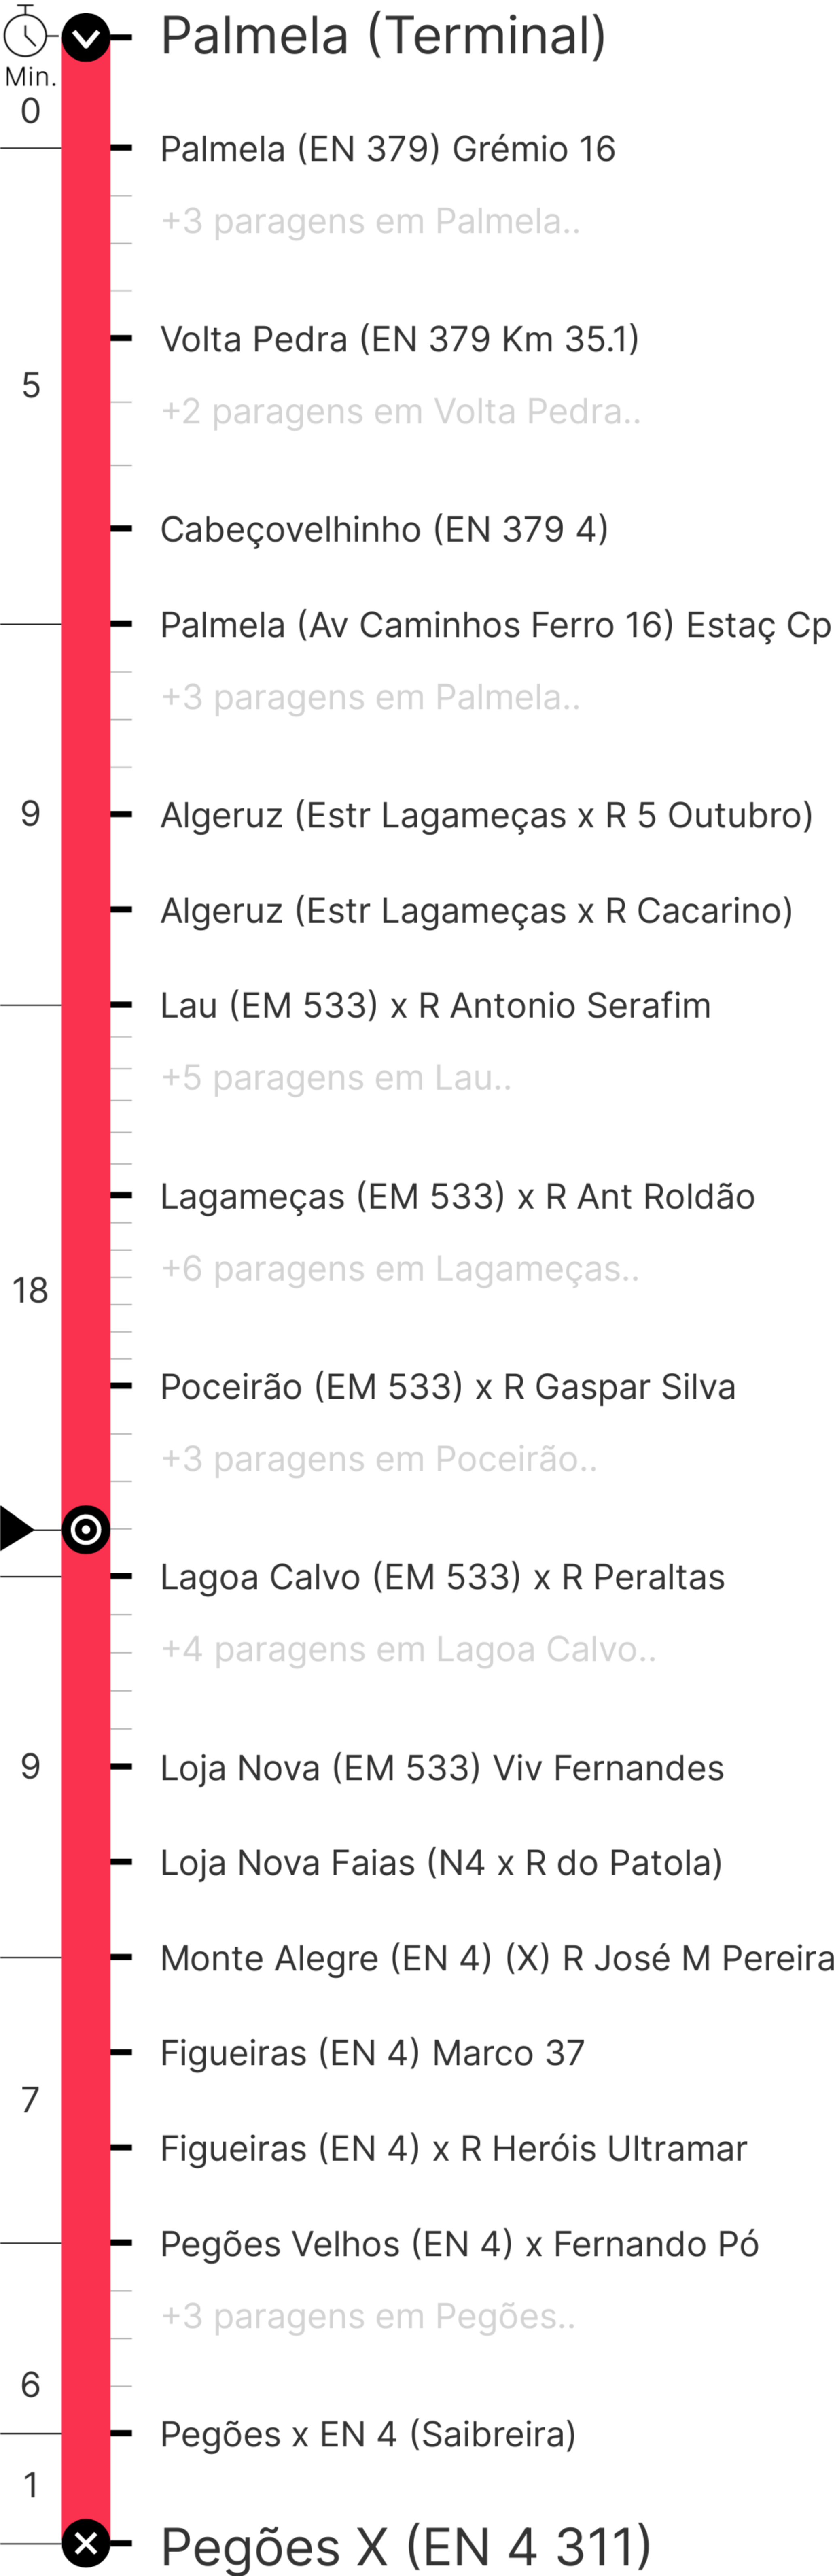 Palmela (Terminal)
Min.
0
Palmela (EN 379) Grémio 16
+3 paragens em Palmela..
Volta Pedra (EN 379 Km 35.1)
5
+2 paragens em Volta Pedra..
Cabeçovelhinho (EN 379 4)
Palmela (Av Caminhos Ferro 16) Estaç Cp
+3 paragens em Palmela..
9
Algeruz (Estr Lagameças x R 5 Outubro)
Algeruz (Estr Lagameças x R Cacarino)
Lau (EM 533) x R Antonio Serafim
+5 paragens em Lau..
Lagameças (EM 533) x R Ant Roldão
+6 paragens em Lagameças..
18
Poceirão (EM 533) x R Gaspar Silva
+3 paragens em Poceirão..
Lagoa Calvo (EM 533) x R Peraltas
+4 paragens em Lagoa Calvo..
9
Loja Nova (EM 533) Viv Fernandes
Loja Nova Faias (N4 x R do Patola)
Monte Alegre (EN 4) (X) R José M Pereira
Figueiras (EN 4) Marco 37
7
Figueiras (EN 4) x R Heróis Ultramar
Pegões Velhos (EN 4) x Fernando Pó
+3 paragens em Pegões..
6
Pegões x EN 4 (Saibreira)
1
Pegões X (EN 4 311)